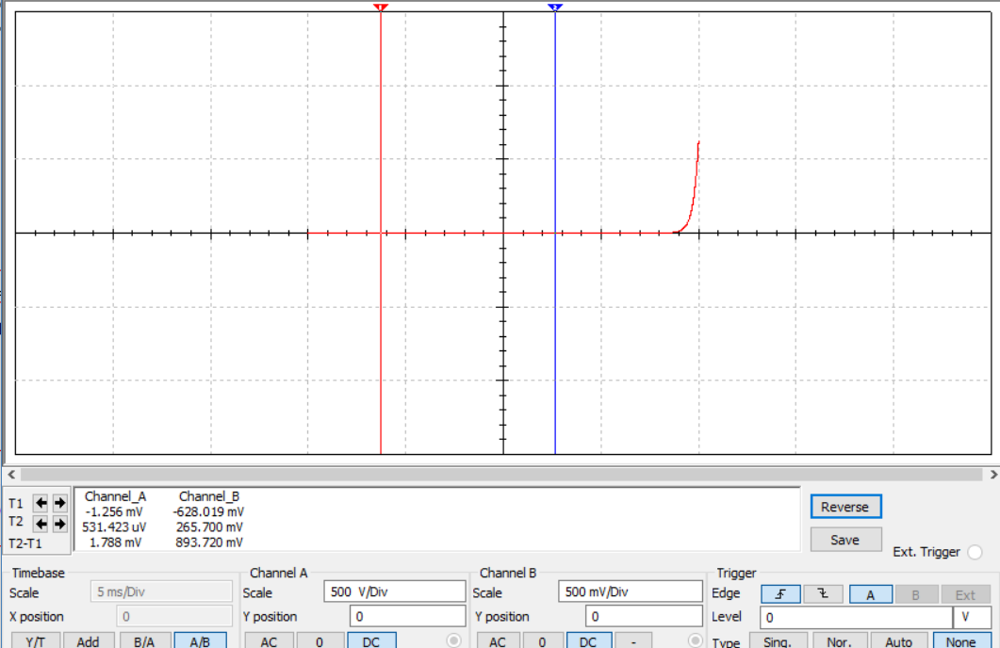 1 2
T1 T2 T2-T1
Channel_A Channel_B
-1.256 mV -628.019 mV
531.423 uV 265.700 mV
1.788 mV 893.720 mV
Reverse
Save
Ext. Trigger
Timebase
Scale 5 ms/Div
X position 0
Y/T Add B/A A/B
Channel A
Scale 500 V/Div
Y position 0
AC 0 DC
Channel B
Scale 500 mV/Div
Y position 0
AC 0 DC -
Trigger
Edge A B Ext
Level 0 V
Type Sing. Nor. Auto None